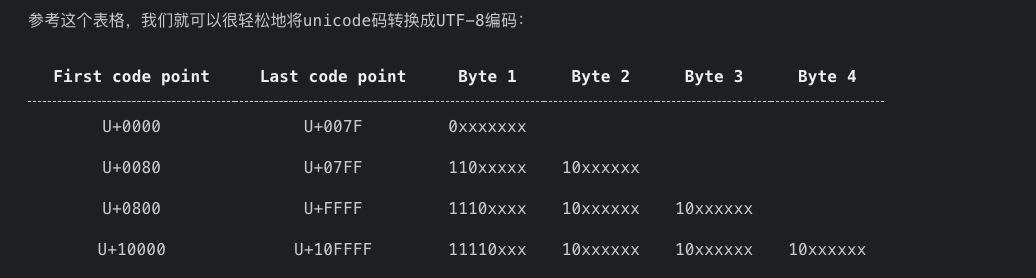 参考这个表格，我们就可以很轻松地将unicode码转换成UTF-8编码：
First code point Last code point Byte 1 Byte 2 Byte 3 Byte 4
U+0000 U+007F 0xxxxxxx
U+0080 U+07FF 110xxxxx 10xxxxxx
U+0800 U+FFFF 1110xxxx 10xxxxxx 10xxxxxx
U+10000 U+10FFFF 11110xxx 10xxxxxx 10xxxxxx 10xxxxxx